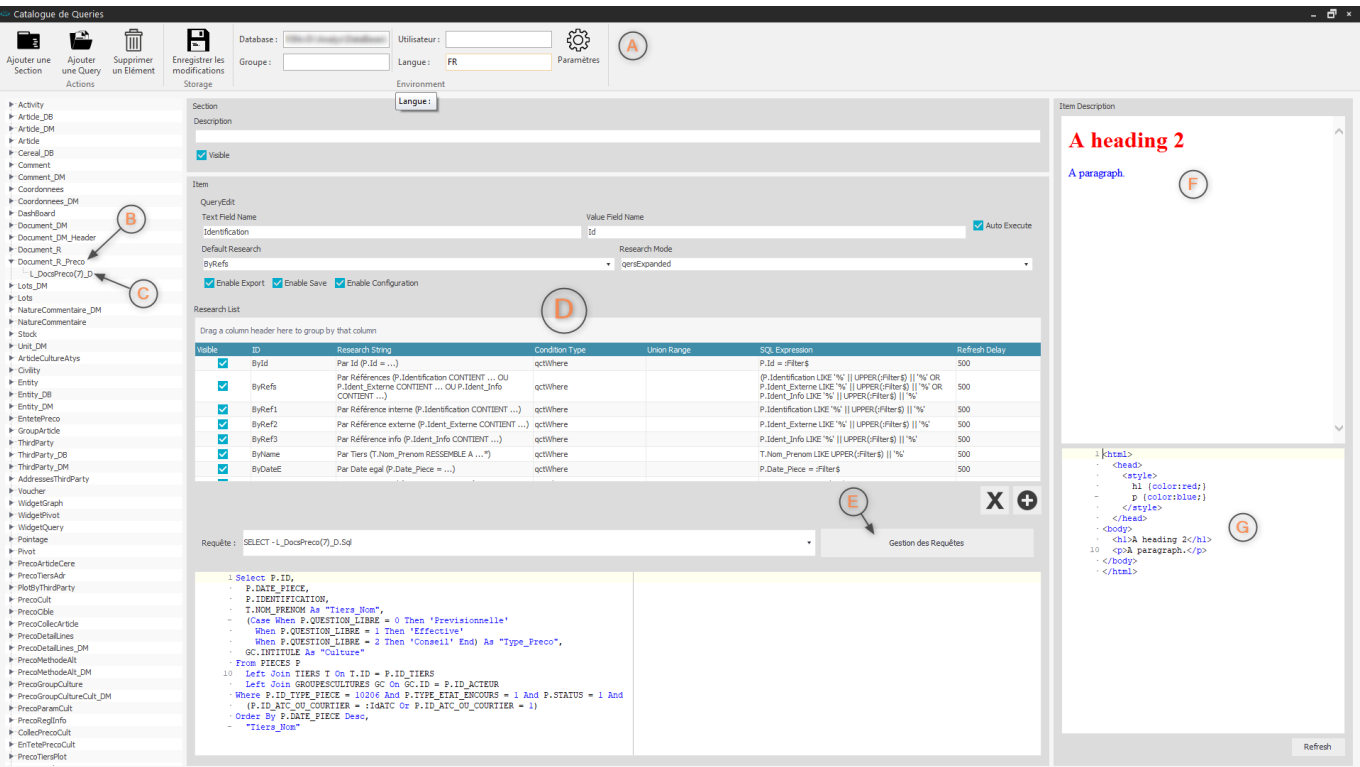 Catalogue de Queries
Ajouter une Section
Ajouter une Query
Supprimer un Elément
Actions
Enregistrer les modifications
Storage
Database :
Utilisateur :
Groupe :
Langue : FR
Paramètres
Environment
Langue :
A
Activity
Article_DB
Article_DM
Article
Cereal_DB
Comment
Comment_DM
Coordonnees
Coordonnees_DM
DashBoard
Document_DM
Document_DM_Header
Document_R
Document_R_Preco
L_DocsPreco(7)_D
Lots_DM
Lots
NatureCommentaire_DM
NatureCommentaire
Stock
Unit_DM
ArticleCultureAtys
Civility
Entity
Entity_DB
Entity_DM
EntetePreco
GroupArticle
ThirdParty
ThirdParty_DB
ThirdParty_DM
AddressesThirdParty
Voucher
WidgetGraph
WidgetPivot
WidgetQuery
Pointage
Pivot
PrecoArticleCere
PrecoTiersAdr
PlotByThirdParty
PrecoCult
PrecoCible
PrecoCollecArticle
PrecoDetailLines
PrecoDetailLines_DM
PrecoMethodeAlt
PrecoMethodeAlt_DM
PrecoGroupCulture
PrecoGroupCultureCult_DM
PrecoParamCult
PrecoReglInfo
CollecPrecoCult
EnTetePrecoCult
PrecoTiersPlot
B
C
Section
Description
Visible
Item
QueryEdit
Text Field Name Value Field Name
Identification Id
Auto Execute
Default Research Research Mode
ByRefs qersExpanded
Enable Export Enable Save Enable Configuration
D
Research List
Drag a column header here to group by that column
Visible ID Research String Condition Type Union Range SQL Expression Refresh Delay
ById Par Id (P.Id = ...) qctWhere P.Id = :Filter$ 500
ByRefs Par Références (P.Identification CONTIENT ... OU P.Ident_Externe CONTIENT ... OU P.Ident_Info CONTIENT ...) qctWhere (P.Identification LIKE '%' || UPPER(:Filter$) || '%' OR P.Ident_Externe LIKE '%' || UPPER(:Filter$) || '%' OR P.Ident_Info LIKE '%' || UPPER(:Filter$) || '%' 500
ByRef1 Par Référence interne (P.Identification CONTIENT ...) qctWhere P.Identification LIKE '%' || UPPER(:Filter$) || '%' 500
ByRef2 Par Référence externe (P.Ident_Externe CONTIENT ...) qctWhere P.Ident_Externe LIKE '%' || UPPER(:Filter$) || '%' 500
ByRef3 Par Référence info (P.Ident_Info CONTIENT ...) qctWhere P.Ident_Info LIKE '%' || UPPER(:Filter$) || '%' 500
ByName Par Tiers (T.Nom_Prenom RESSEMBLE A ...*) qctWhere T.Nom_Prenom LIKE UPPER(:Filter$) || '%' 500
ByDateE Par Date egal (P.Date_Piece = ...) qctWhere P.Date_Piece = :Filter$ 500
E
Requête : SELECT - L_DocsPreco(7)_D.Sql Gestion des Requêtes
1 Select P.ID,
P.DATE_PIECE,
P.IDENTIFICATION,
T.NOM_PRENOM As "Tiers_Nom",
(Case When P.QUESTION_LIBRE = 0 Then 'Previsionnelle'
When P.QUESTION_LIBRE = 1 Then 'Effective'
When P.QUESTION_LIBRE = 2 Then 'Conseil' End) As "Type_Preco",
GC.INTITULE As "Culture"
From PIECES P
10 Left Join TIERS T On T.ID = P.ID_TIERS
Left Join GROUPESCULTURES GC On GC.ID = P.ID_ACTEUR
Where P.ID_TYPE_PIECE = 10206 And P.TYPE_ETAT_ENCOURS = 1 And P.STATUS = 1 And
(P.ID_ATC_OU_COURTIER = :IdATC Or P.ID_ATC_OU_COURTIER = 1)
Order By P.DATE_PIECE Desc,
"Tiers_Nom"
Item Description
A heading 2
A paragraph.
F
1 <html>
<head>
<style>
h1 {color:red;}
p {color:blue;}
</style>
</head>
<body>
<h1>A heading 2</h1>
10 <p>A paragraph.</p>
</body>
</html>
G
Refresh